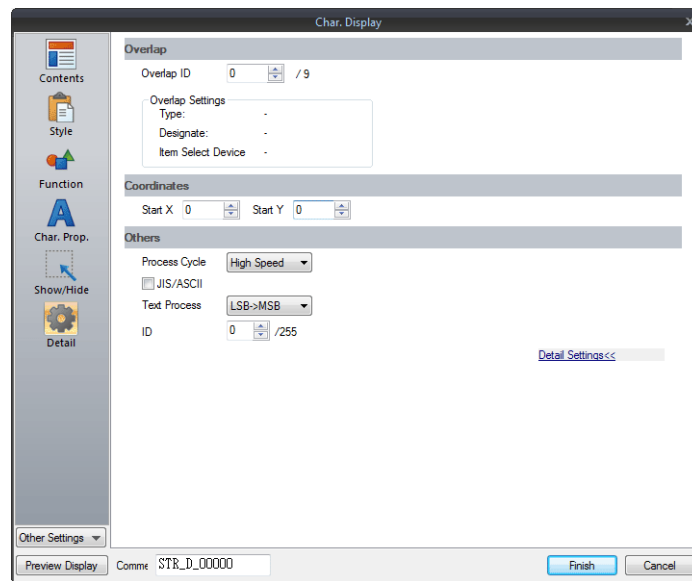 Char. Display
Contents
Style
Function
Char. Prop.
Show/Hide
Detail
Other Settings
Overlap
Overlap ID 0 / 9
Overlap Settings
Type: -
Designate: -
Item Select Device -
Coordinates
Start X 0 Start Y 0
Others
Process Cycle High Speed
JIS/ASCII
Text Process LSB->MSB
ID 0 /255
Detail Settings<<
Preview Display Comme STR_D_00000 Finish Cancel